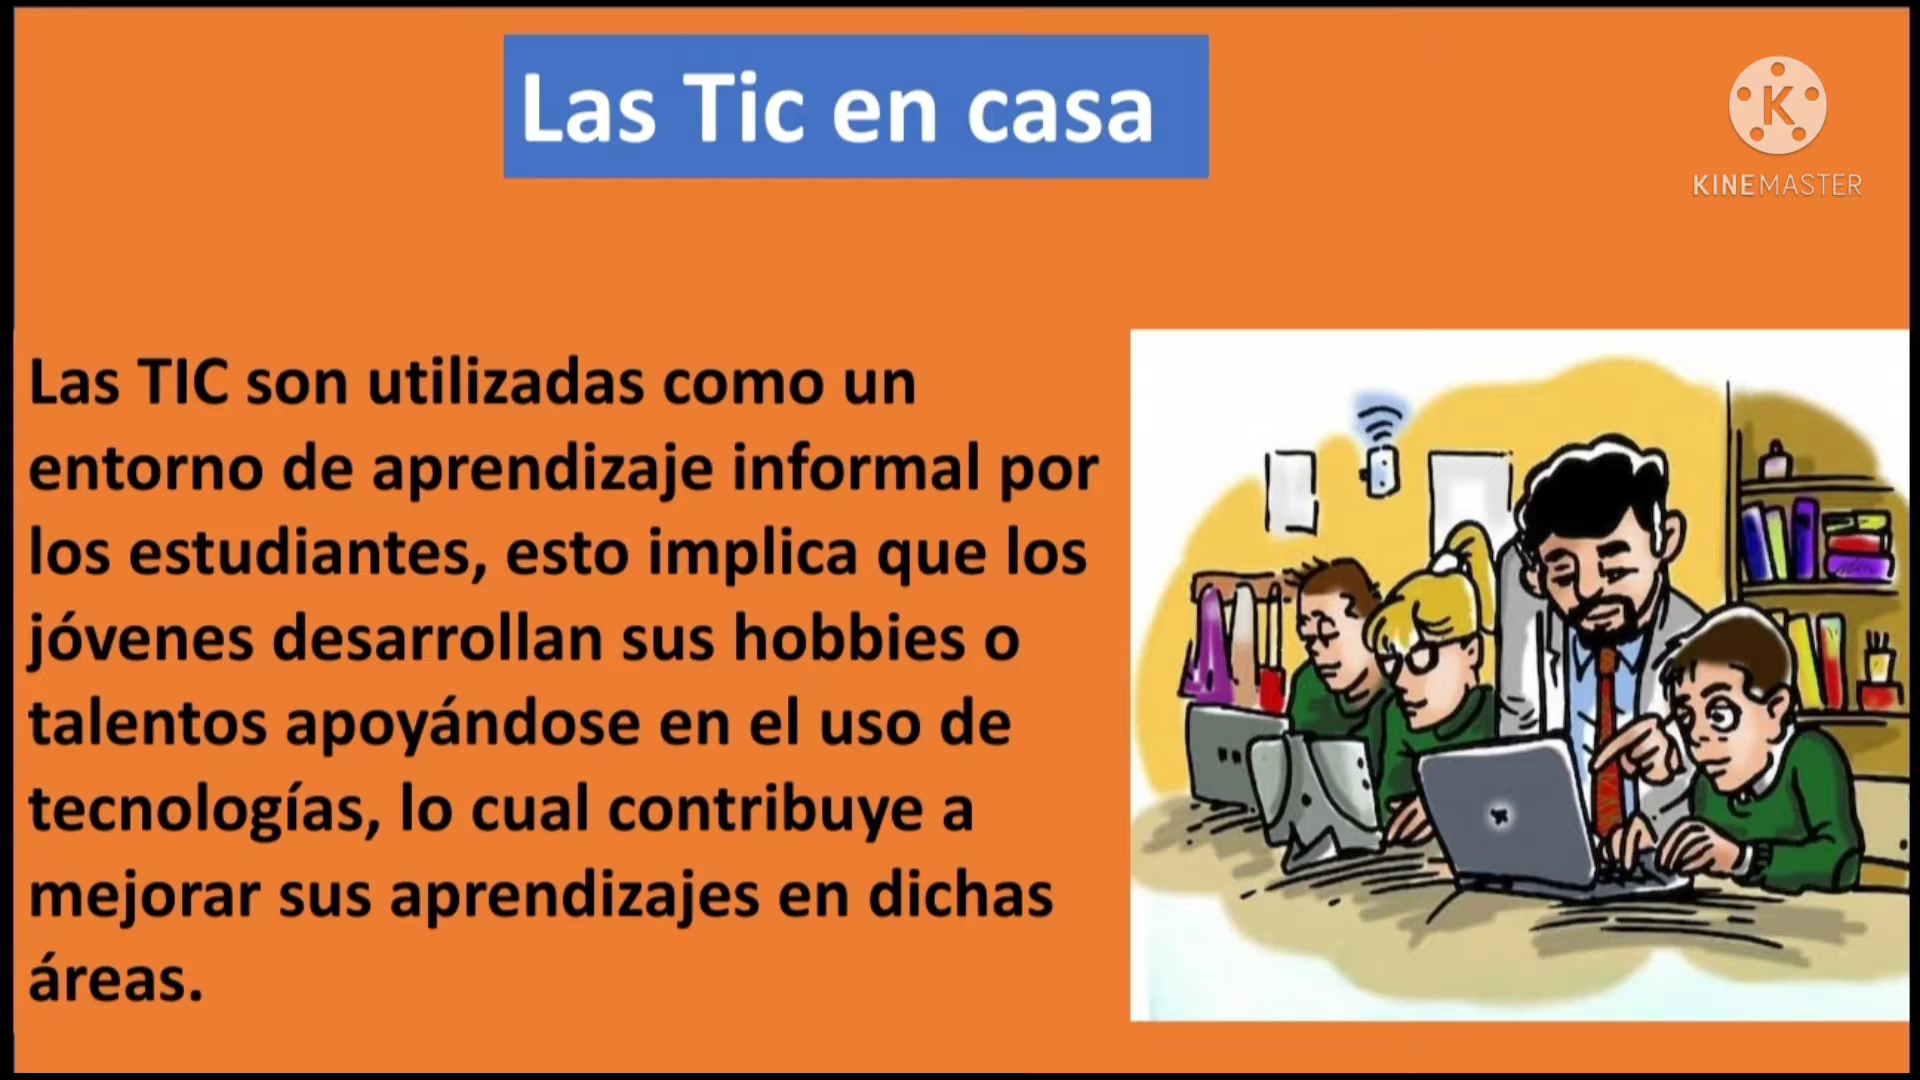 Las Tic en casa
K
KINEMASTER
Las TIC son utilizadas como un
entorno de aprendizaje informal por
los estudiantes, esto implica que los
jóvenes desarrollan sus hobbies o
talentos apoyándose en el uso de
tecnologías, lo cual contribuye a
mejorar sus aprendizajes en dichas
áreas.